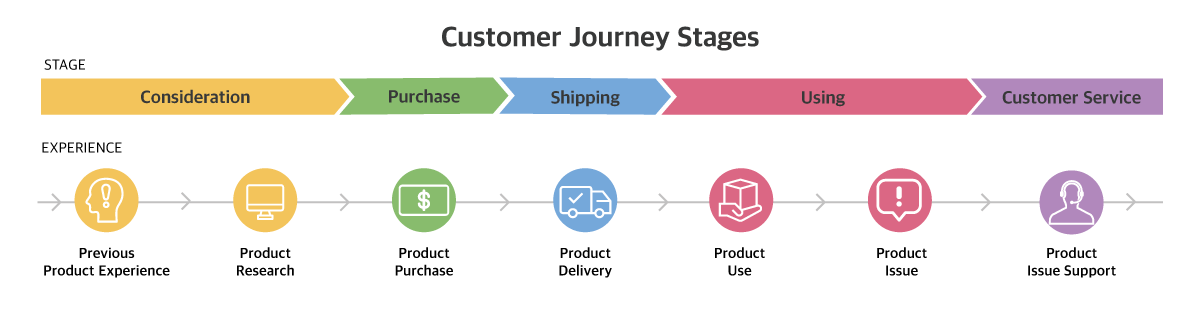 Customer Journey Stages
STAGE
Consideration
Purchase
Shipping
Using
Customer Service
EXPERIENCE
$
Previous
Product Experience
Product
Research
Product
Purchase
Product
Delivery
Product
Use
Product
Issue
Product
Issue Support